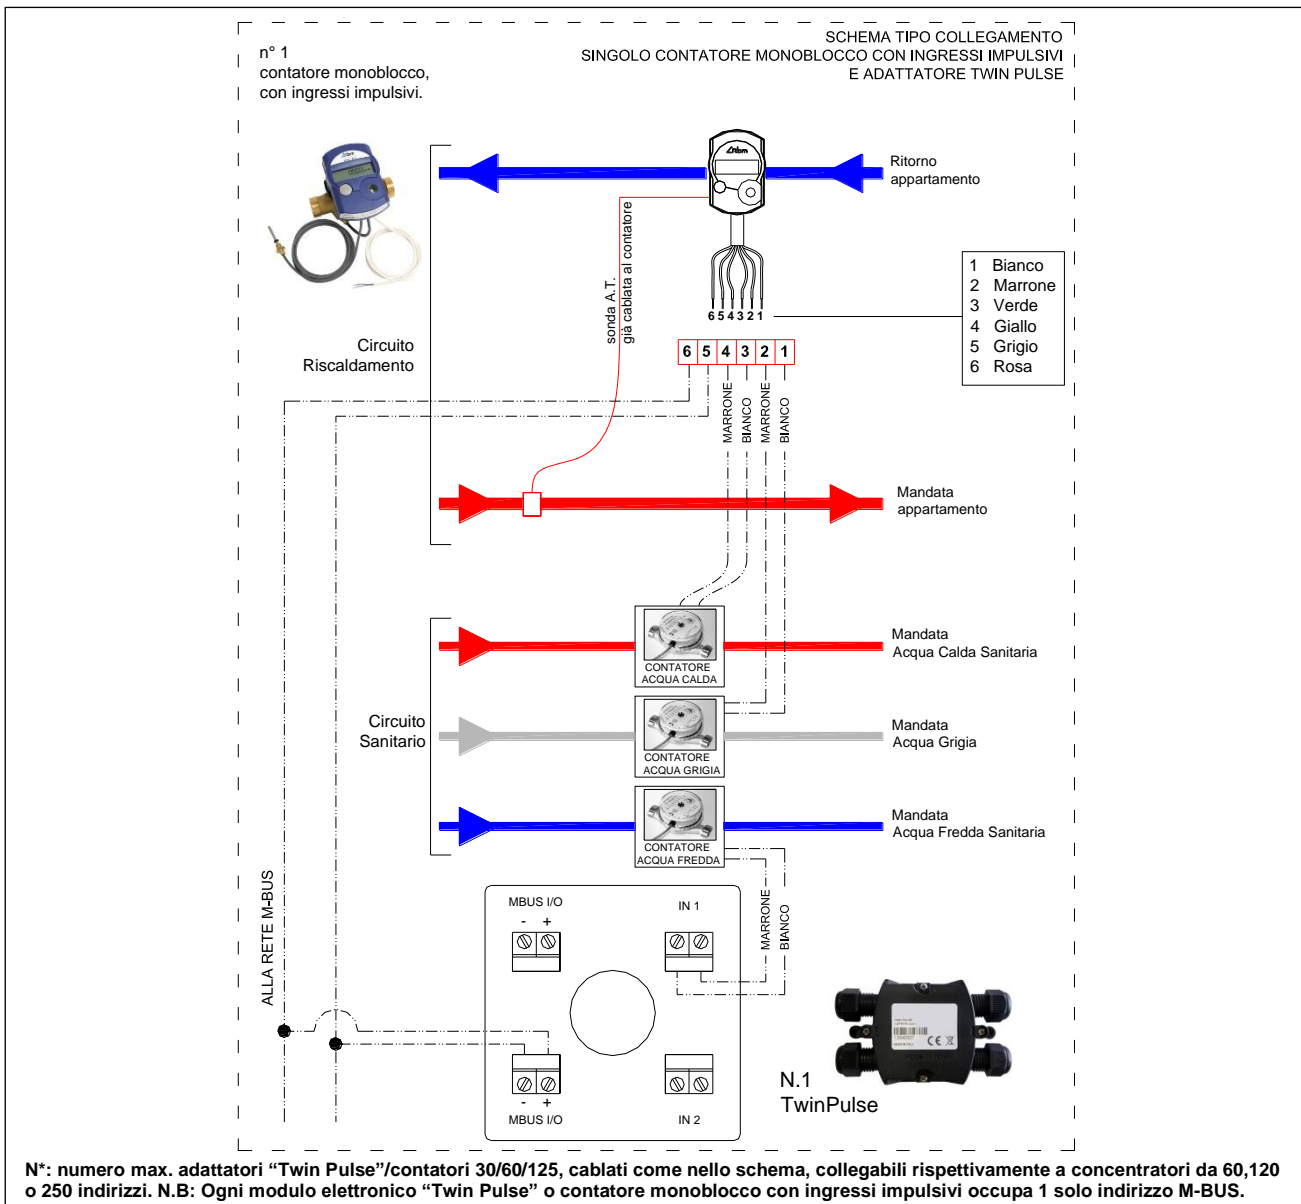 SCHEMA TIPO COLLEGAMENTO
SINGOLO CONTATORE MONOBLOCCO CON INGRESSI IMPULSIVI
E ADATTATORE TWIN PULSE
n° 1
contatore monoblocco,
con ingressi impulsivi.
Ritorno
appartamento
sonda A.T.
già cablata al contatore
6 5 4 3 2 1
1 Bianco
2 Marrone
3 Verde
4 Giallo
5 Grigio
6 Rosa
Circuito
Riscaldamento
6 5 4 3 2 1
MARRONE
BIANCO
MARRONE
BIANCO
Mandata
appartamento
CONTATORE
ACQUA CALDA
Mandata
Acqua Calda Sanitaria
Circuito
Sanitario
CONTATORE
ACQUA GRIGIA
Mandata
Acqua Grigia
CONTATORE
ACQUA FREDDA
Mandata
Acqua Fredda Sanitaria
ALLA RETE M-BUS
MBUS I/O
- +
IN 1
MARRONE
BIANCO
- +
MBUS I/O
IN 2
N.1
TwinPulse
N*: numero max. adattatori “Twin Pulse”/contatori 30/60/125, cablati come nello schema, collegabili rispettivamente a concentratori da 60,120
o 250 indirizzi. N.B: Ogni modulo elettronico “Twin Pulse” o contatore monoblocco con ingressi impulsivi occupa 1 solo indirizzo M-BUS.